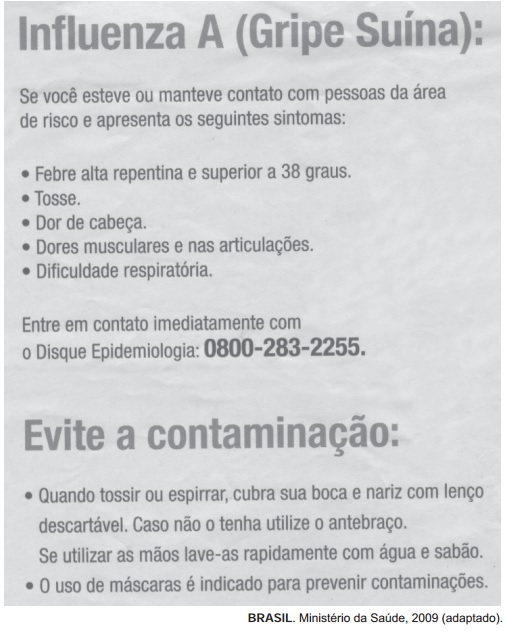 Influenza A (Gripe Suína):
Se você esteve ou manteve contato com pessoas da área
de risco e apresenta os seguintes sintomas:
• Febre alta repentina e superior a 38 graus.
• Tosse.
• Dor de cabeça.
• Dores musculares e nas articulações.
• Dificuldade respiratória.
Entre em contato imediatamente com
o Disque Epidemiologia: 0800-283-2255.
Evite a contaminação:
• Quando tossir ou espirrar, cubra sua boca e nariz com lenço
descartável. Caso não o tenha utilize o antebraço.
Se utilizar as mãos lave-as rapidamente com água e sabão.
• O uso de máscaras é indicado para prevenir contaminações.
BRASIL. Ministério da Saúde, 2009 (adaptado).